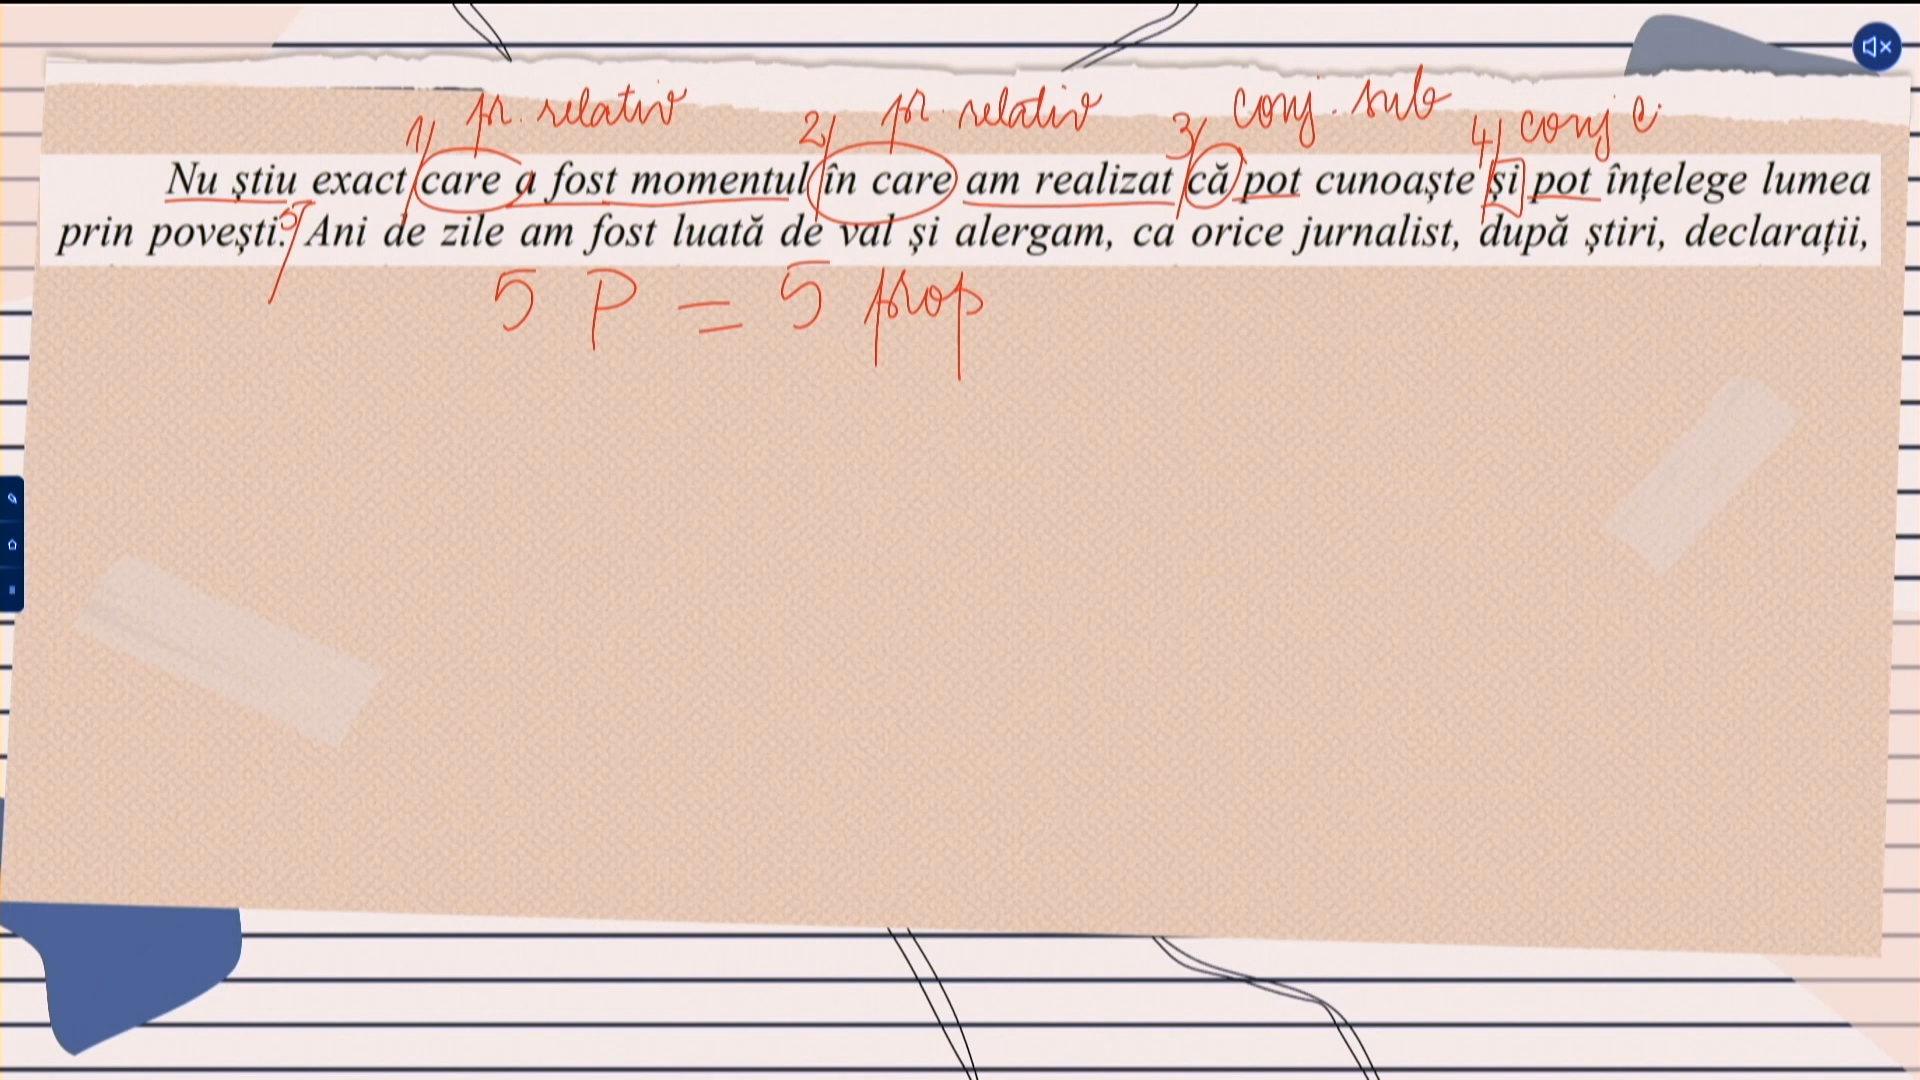 1/ pr. relativ 2/ pr. relativ 3/ conj. sub 4/ conj c.
Nu știu exact care a fost momentul în care am realizat că pot cunoaște și pot înțelege lumea
prin povești. 5/ Ani de zile am fost luată de val și alergam, ca orice jurnalist, după știri, declarații,
5 P = 5 prop